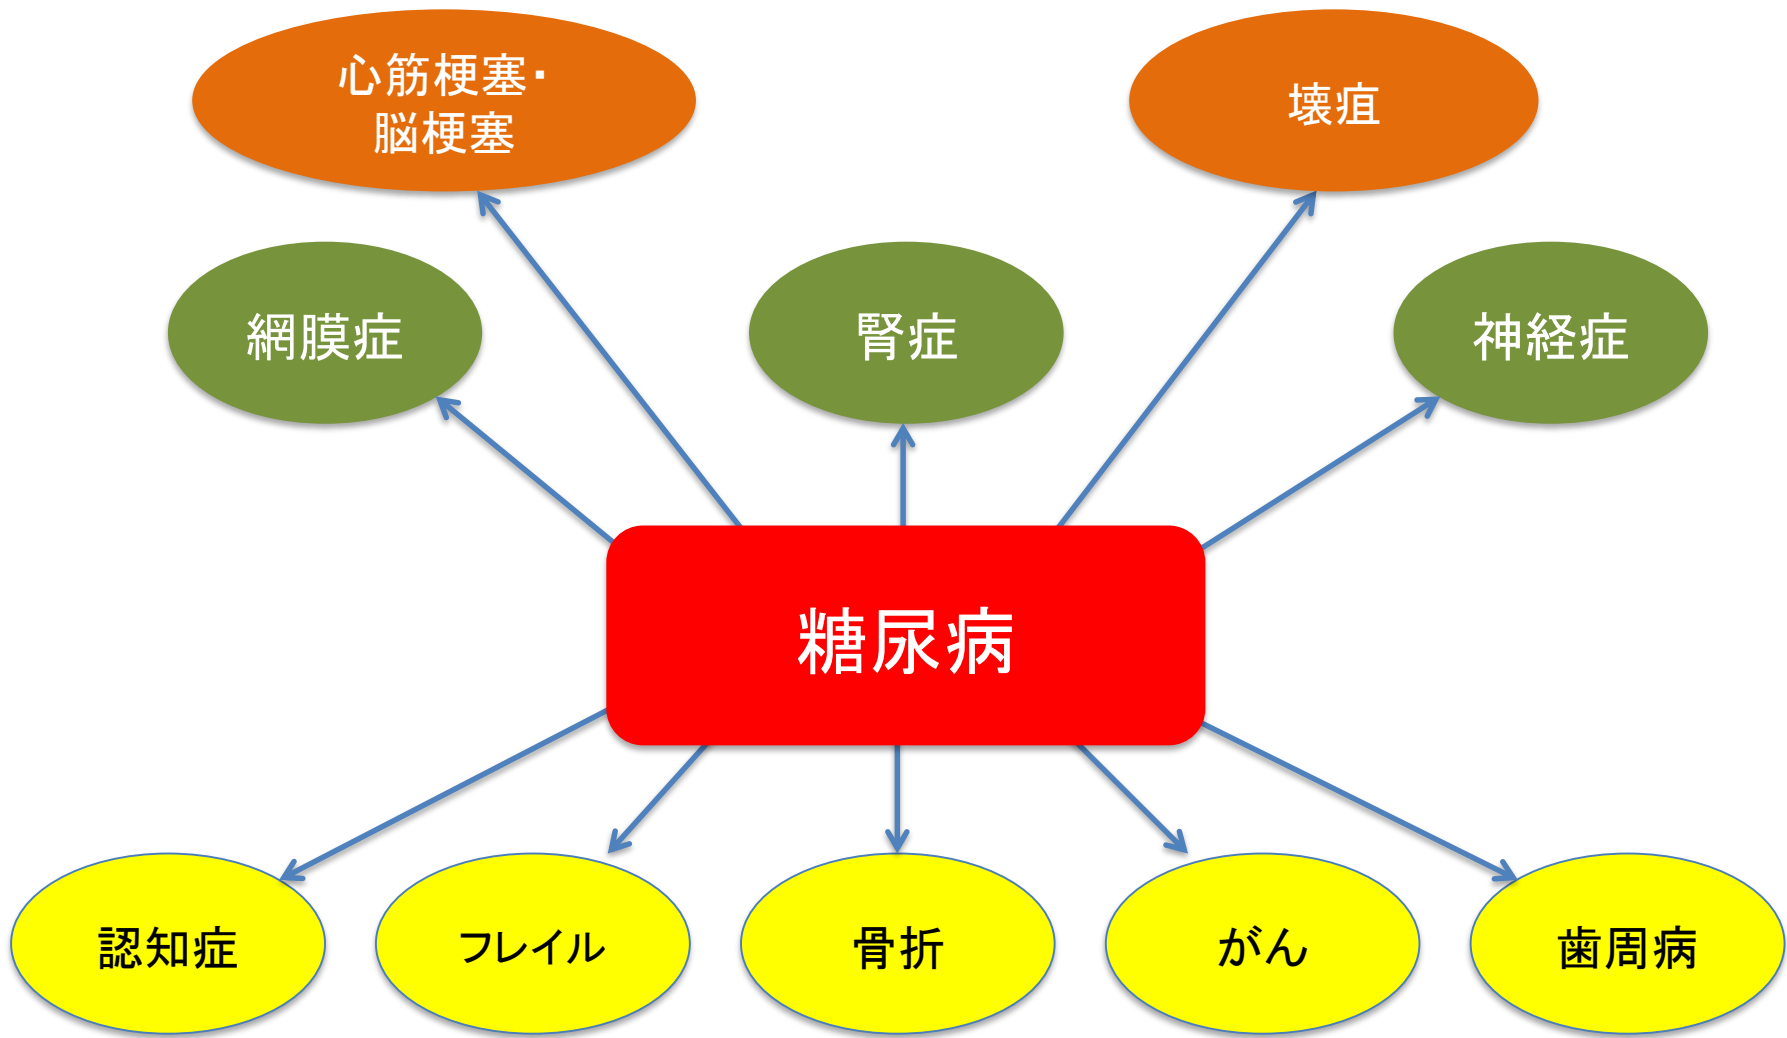 心筋梗塞・
脳梗塞
壊疽
網膜症
腎症
神経症
糖尿病
認知症
フレイル
骨折
がん
歯周病